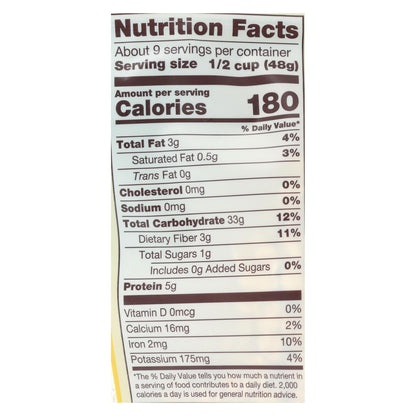 Nutrition Facts
About 9 servings per container
Serving size 1/2 cup (48g)
Amount per serving
Calories 180
% Daily Value*
Total Fat 3g 4%
Saturated Fat 0.5g 3%
Trans Fat 0g
Cholesterol 0mg 0%
Sodium 0mg 0%
Total Carbohydrate 33g 12%
Dietary Fiber 3g 11%
Total Sugars 1g
Includes 0g Added Sugars 0%
Protein 5g
Vitamin D 0mcg 0%
Calcium 16mg 2%
Iron 2mg 10%
Potassium 175mg 4%
*The % Daily Value tells you how much a nutrient in
a serving of food contributes to a daily diet. 2,000
calories a day is used for general nutrition advice.